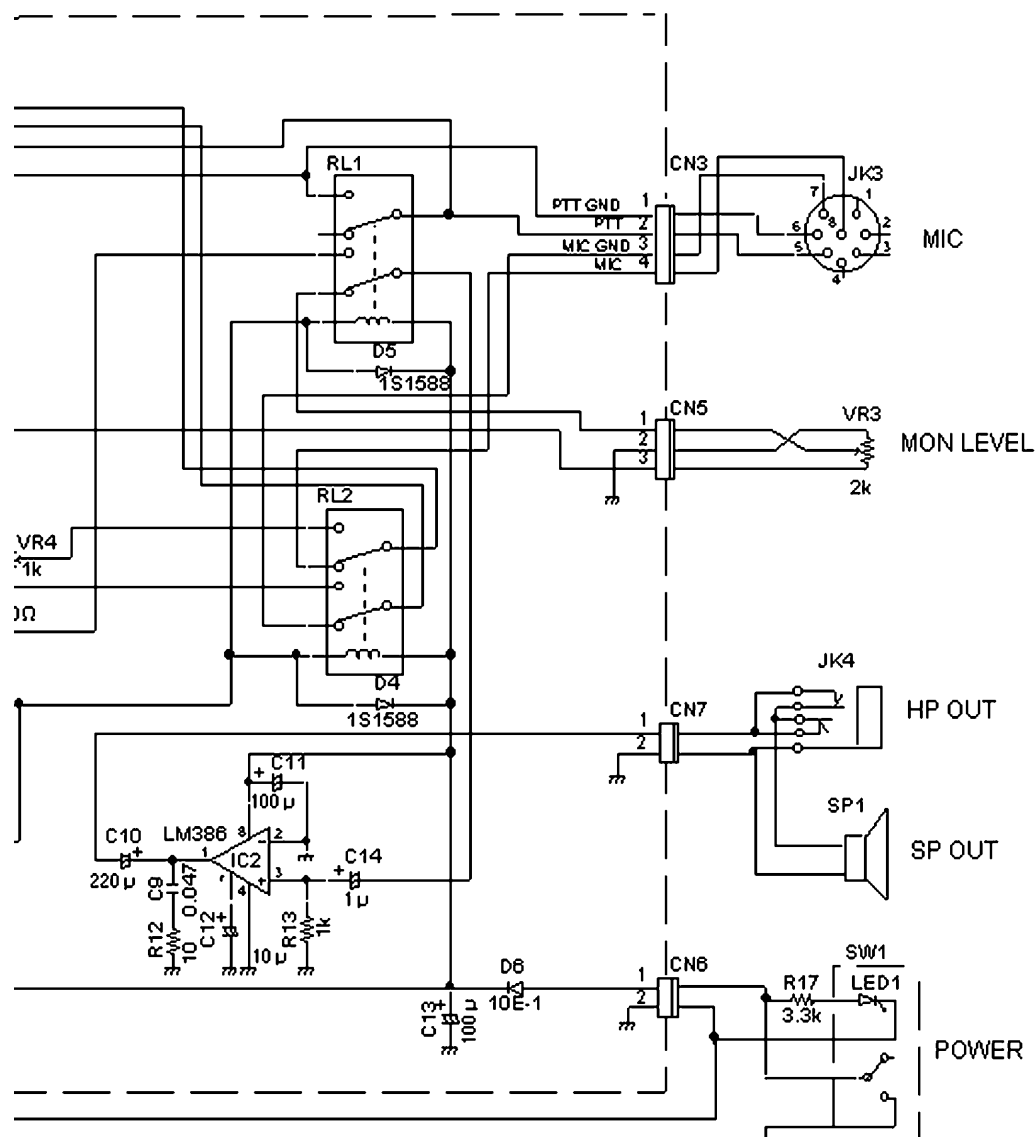 RL1
CN3
JK3
7
1
PTT GND
1
PTT
2
MIC GND
3
MIC
4
6
8
2
5
3
4
MIC
D5
1S1588
CN5
VR3
1
2
3
MON LEVEL
2k
RL2
VR4
1k
0Ω
JK4
D4
1S1588
CN7
1
2
HP OUT
C11
100μ
SP1
C10
LM386
8
2
C14
1
IC2
3
220μ
C9
0.047
7
4
1μ
SP OUT
R12
10
C12
10μ
R13
1k
D6
CN6
SW1
1
2
10E-1
R17
LED1
C13
100μ
3.3k
POWER